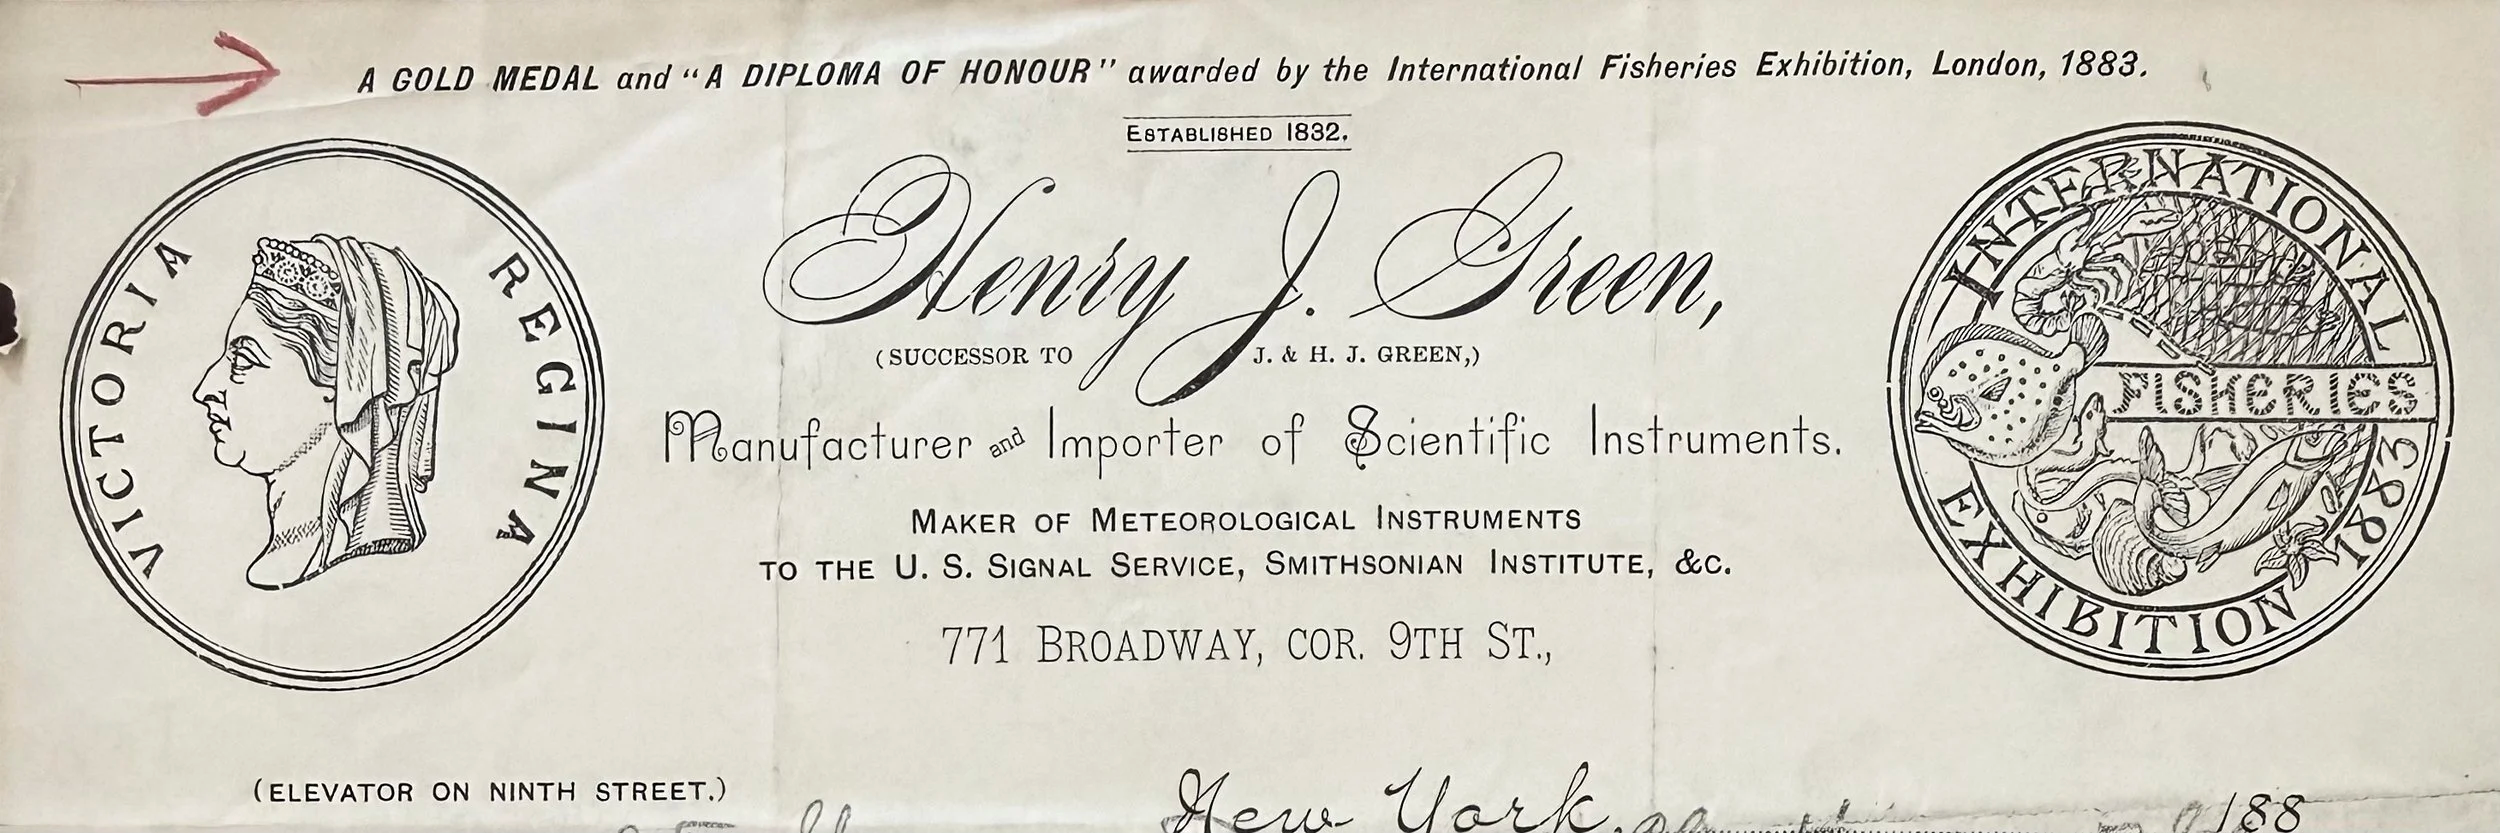 A GOLD MEDAL and "A DIPLOMA OF HONOUR" awarded by the International Fisheries Exhibition, London, 1883.
ESTABLISHED 1832.
VICTORIA REGINA
Henry J. Green,
(SUCCESSOR TO J. & H. J. GREEN,)
Manufacturer and Importer of Scientific Instruments.
MAKER OF METEOROLOGICAL INSTRUMENTS
TO THE U. S. SIGNAL SERVICE, SMITHSONIAN INSTITUTE, &C.
771 BROADWAY, COR. 9TH ST.,
INTERNATIONAL
FISHERIES
EXHIBITION 1883
(ELEVATOR ON NINTH STREET.)
New York, 188